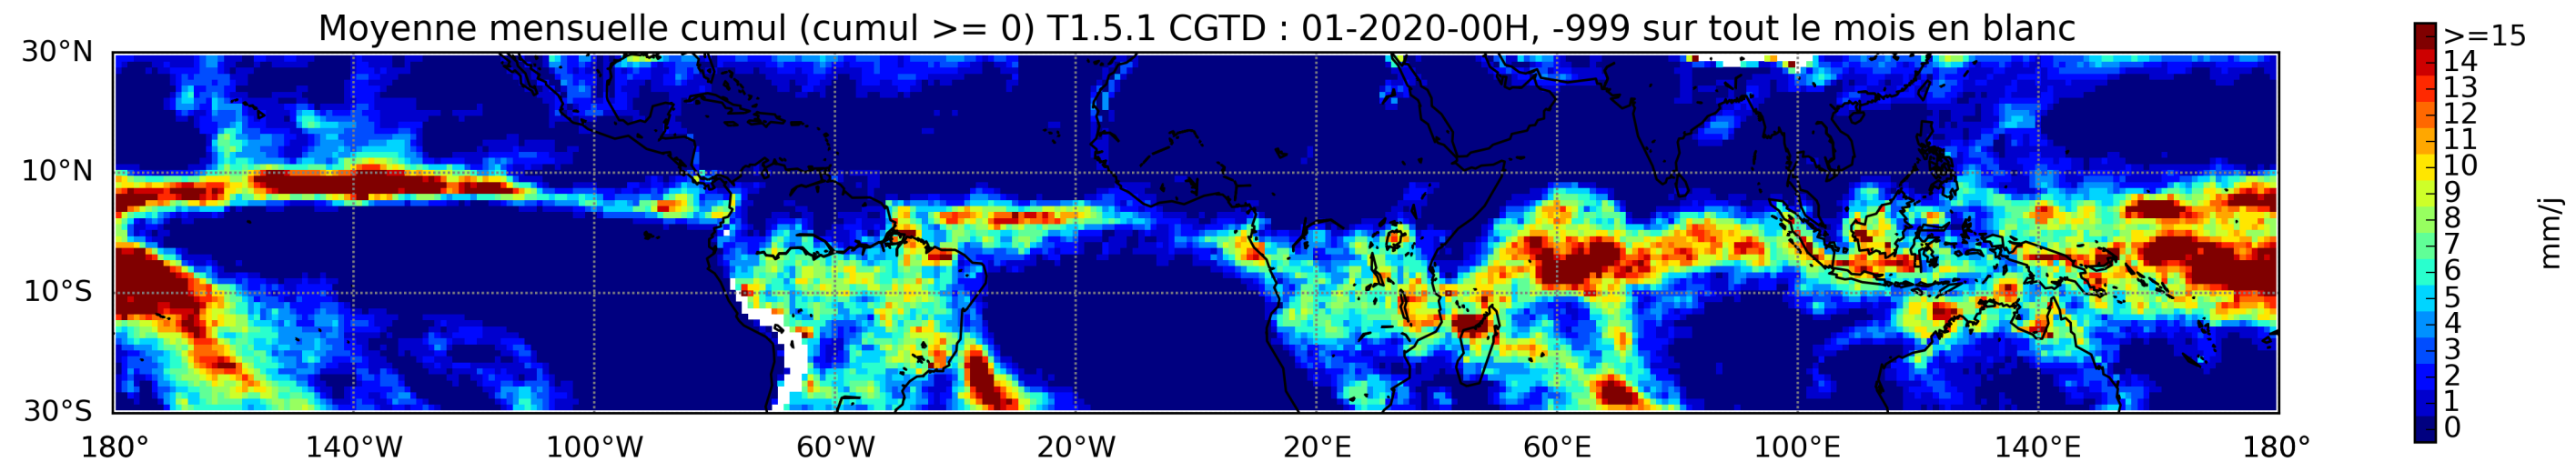 Moyenne mensuelle cumul (cumul >= 0) T1.5.1 CGTD : 01-2020-00H, -999 sur tout le mois en blanc
30°N
10°N
10°S
30°S
180° 140°W 100°W 60°W 20°W 20°E 60°E 100°E 140°E 180°
>=15
14
13
12
11
10
9
8
7
6
5
4
3
2
1
0
mm/j